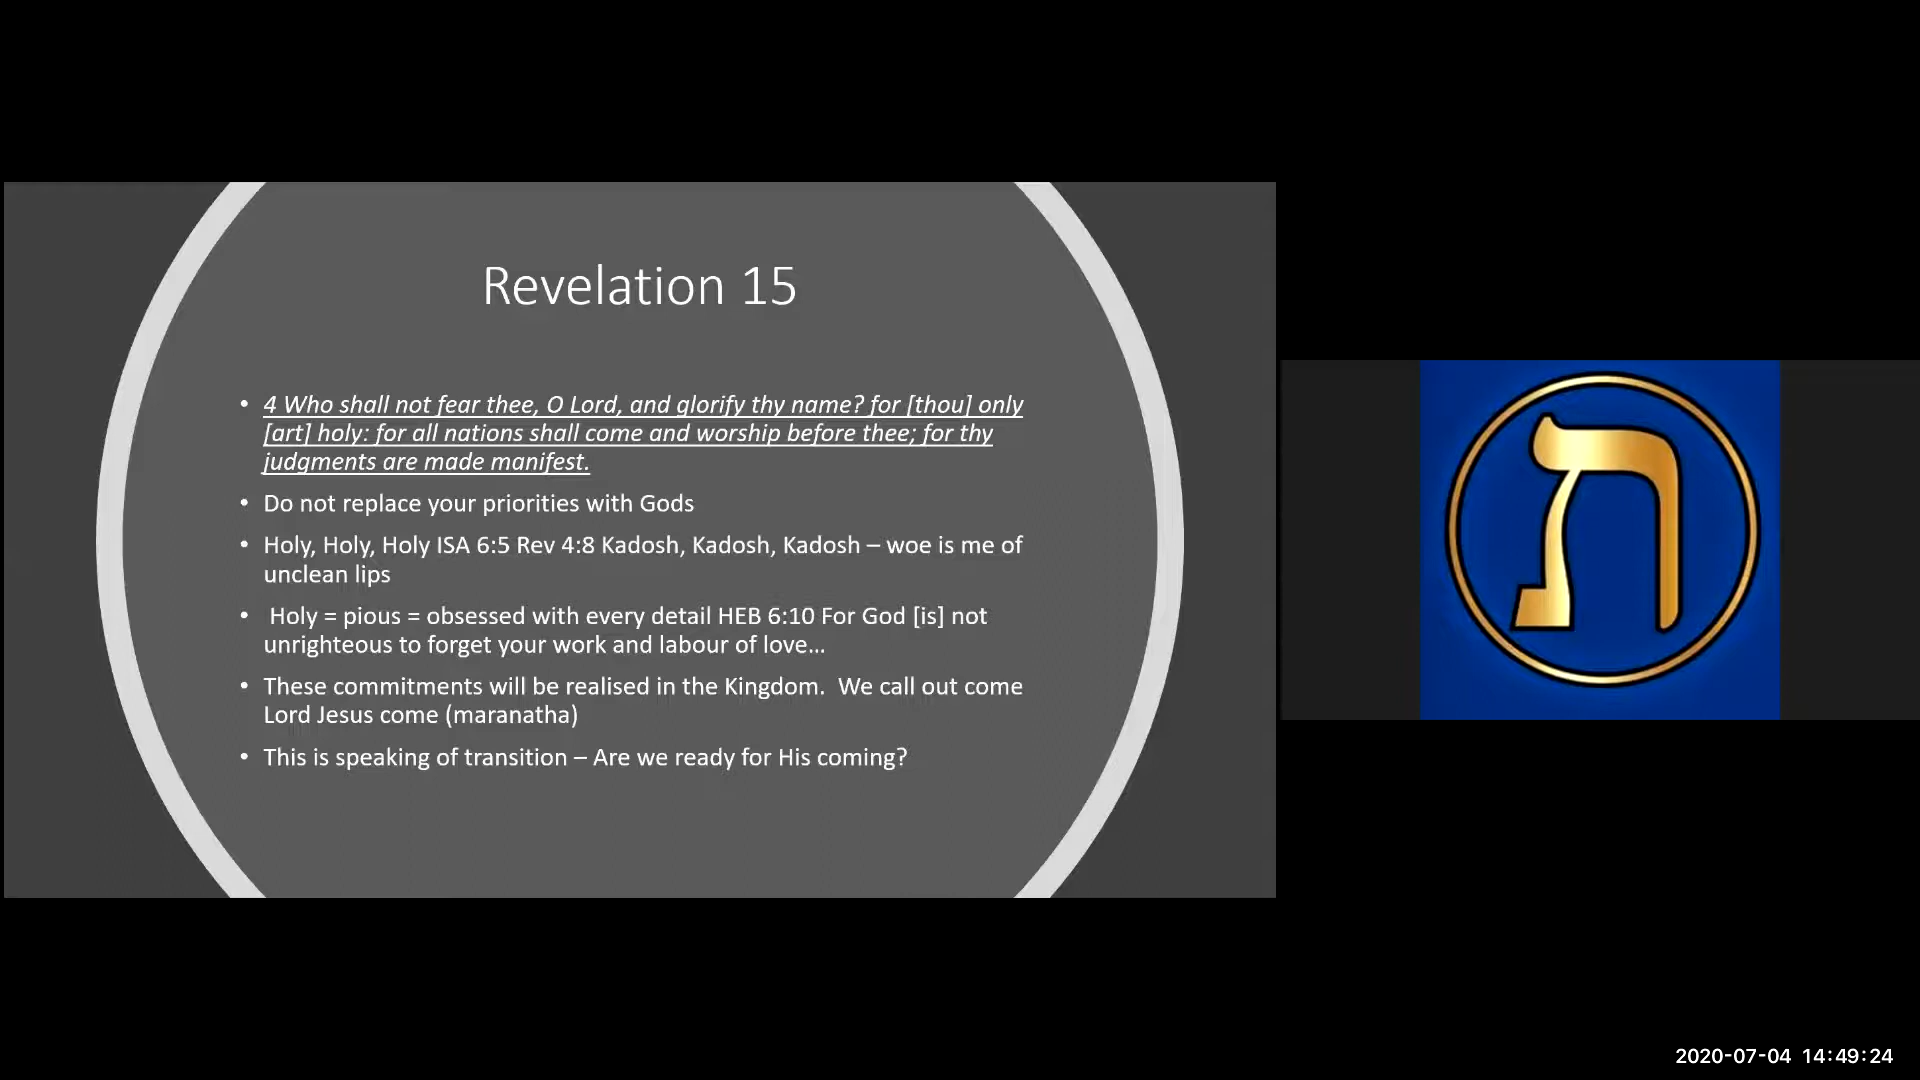 Revelation 15
• 4 Who shall not fear thee, O Lord, and glorify thy name? for [thou] only
[art] holy: for all nations shall come and worship before thee; for thy
judgments are made manifest.
• Do not replace your priorities with Gods
• Holy, Holy, Holy ISA 6:5 Rev 4:8 Kadosh, Kadosh, Kadosh – woe is me of
unclean lips
• Holy = pious = obsessed with every detail HEB 6:10 For God [is] not
unrighteous to forget your work and labour of love...
• These commitments will be realised in the Kingdom.  We call out come
Lord Jesus come (maranatha)
• This is speaking of transition – Are we ready for His coming?
ת
2020-07-04 14:49:24